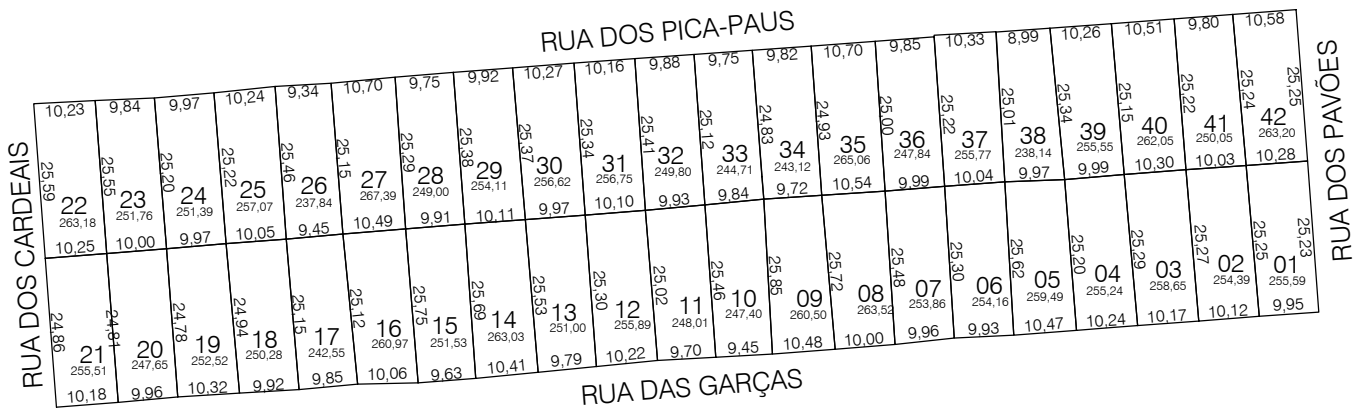 RUA DOS PICA-PAUS
10,23 9,84 9,97 10,24 9,34 10,70 9,75 9,92 10,27 10,16 9,88 9,75 9,82 10,70 9,85 10,33 8,99 10,26 10,51 9,80 10,58
25,59 25,55 25,20 25,22 25,46 25,15 25,29 25,38 25,37 25,34 25,41 25,12 24,83 24,93 25,00 25,22 25,01 25,34 25,15 25,22 25,24 25,25
22 23 24 25 26 27 28 29 30 31 32 33 34 35 36 37 38 39 40 41 42
263,18 251,76 251,39 257,07 237,84 267,39 249,00 254,11 256,62 256,75 249,80 244,71 243,12 265,06 247,84 255,77 238,14 255,55 262,05 250,05 263,20
10,25 10,00 9,97 10,05 9,45 10,49 9,91 10,11 9,97 10,10 9,93 9,84 9,72 10,54 9,99 10,04 9,97 9,99 10,30 10,03 10,28
RUA DOS CARDEAIS
RUA DOS PAVÕES
24,86 24,81 24,78 24,94 25,15 25,12 25,75 25,69 25,53 25,30 25,02 25,46 25,85 25,72 25,48 25,30 25,62 25,20 25,29 25,27 25,25 25,23
21 20 19 18 17 16 15 14 13 12 11 10 09 08 07 06 05 04 03 02 01
255,51 247,65 252,52 250,28 242,55 260,97 251,53 263,03 251,00 255,89 248,01 247,40 260,50 263,52 253,86 254,16 259,49 255,24 258,65 254,39 255,59
10,18 9,96 10,32 9,92 9,85 10,06 9,63 10,41 9,79 10,22 9,70 9,45 10,48 10,00 9,96 9,93 10,47 10,24 10,17 10,12 9,95
RUA DAS GARÇAS